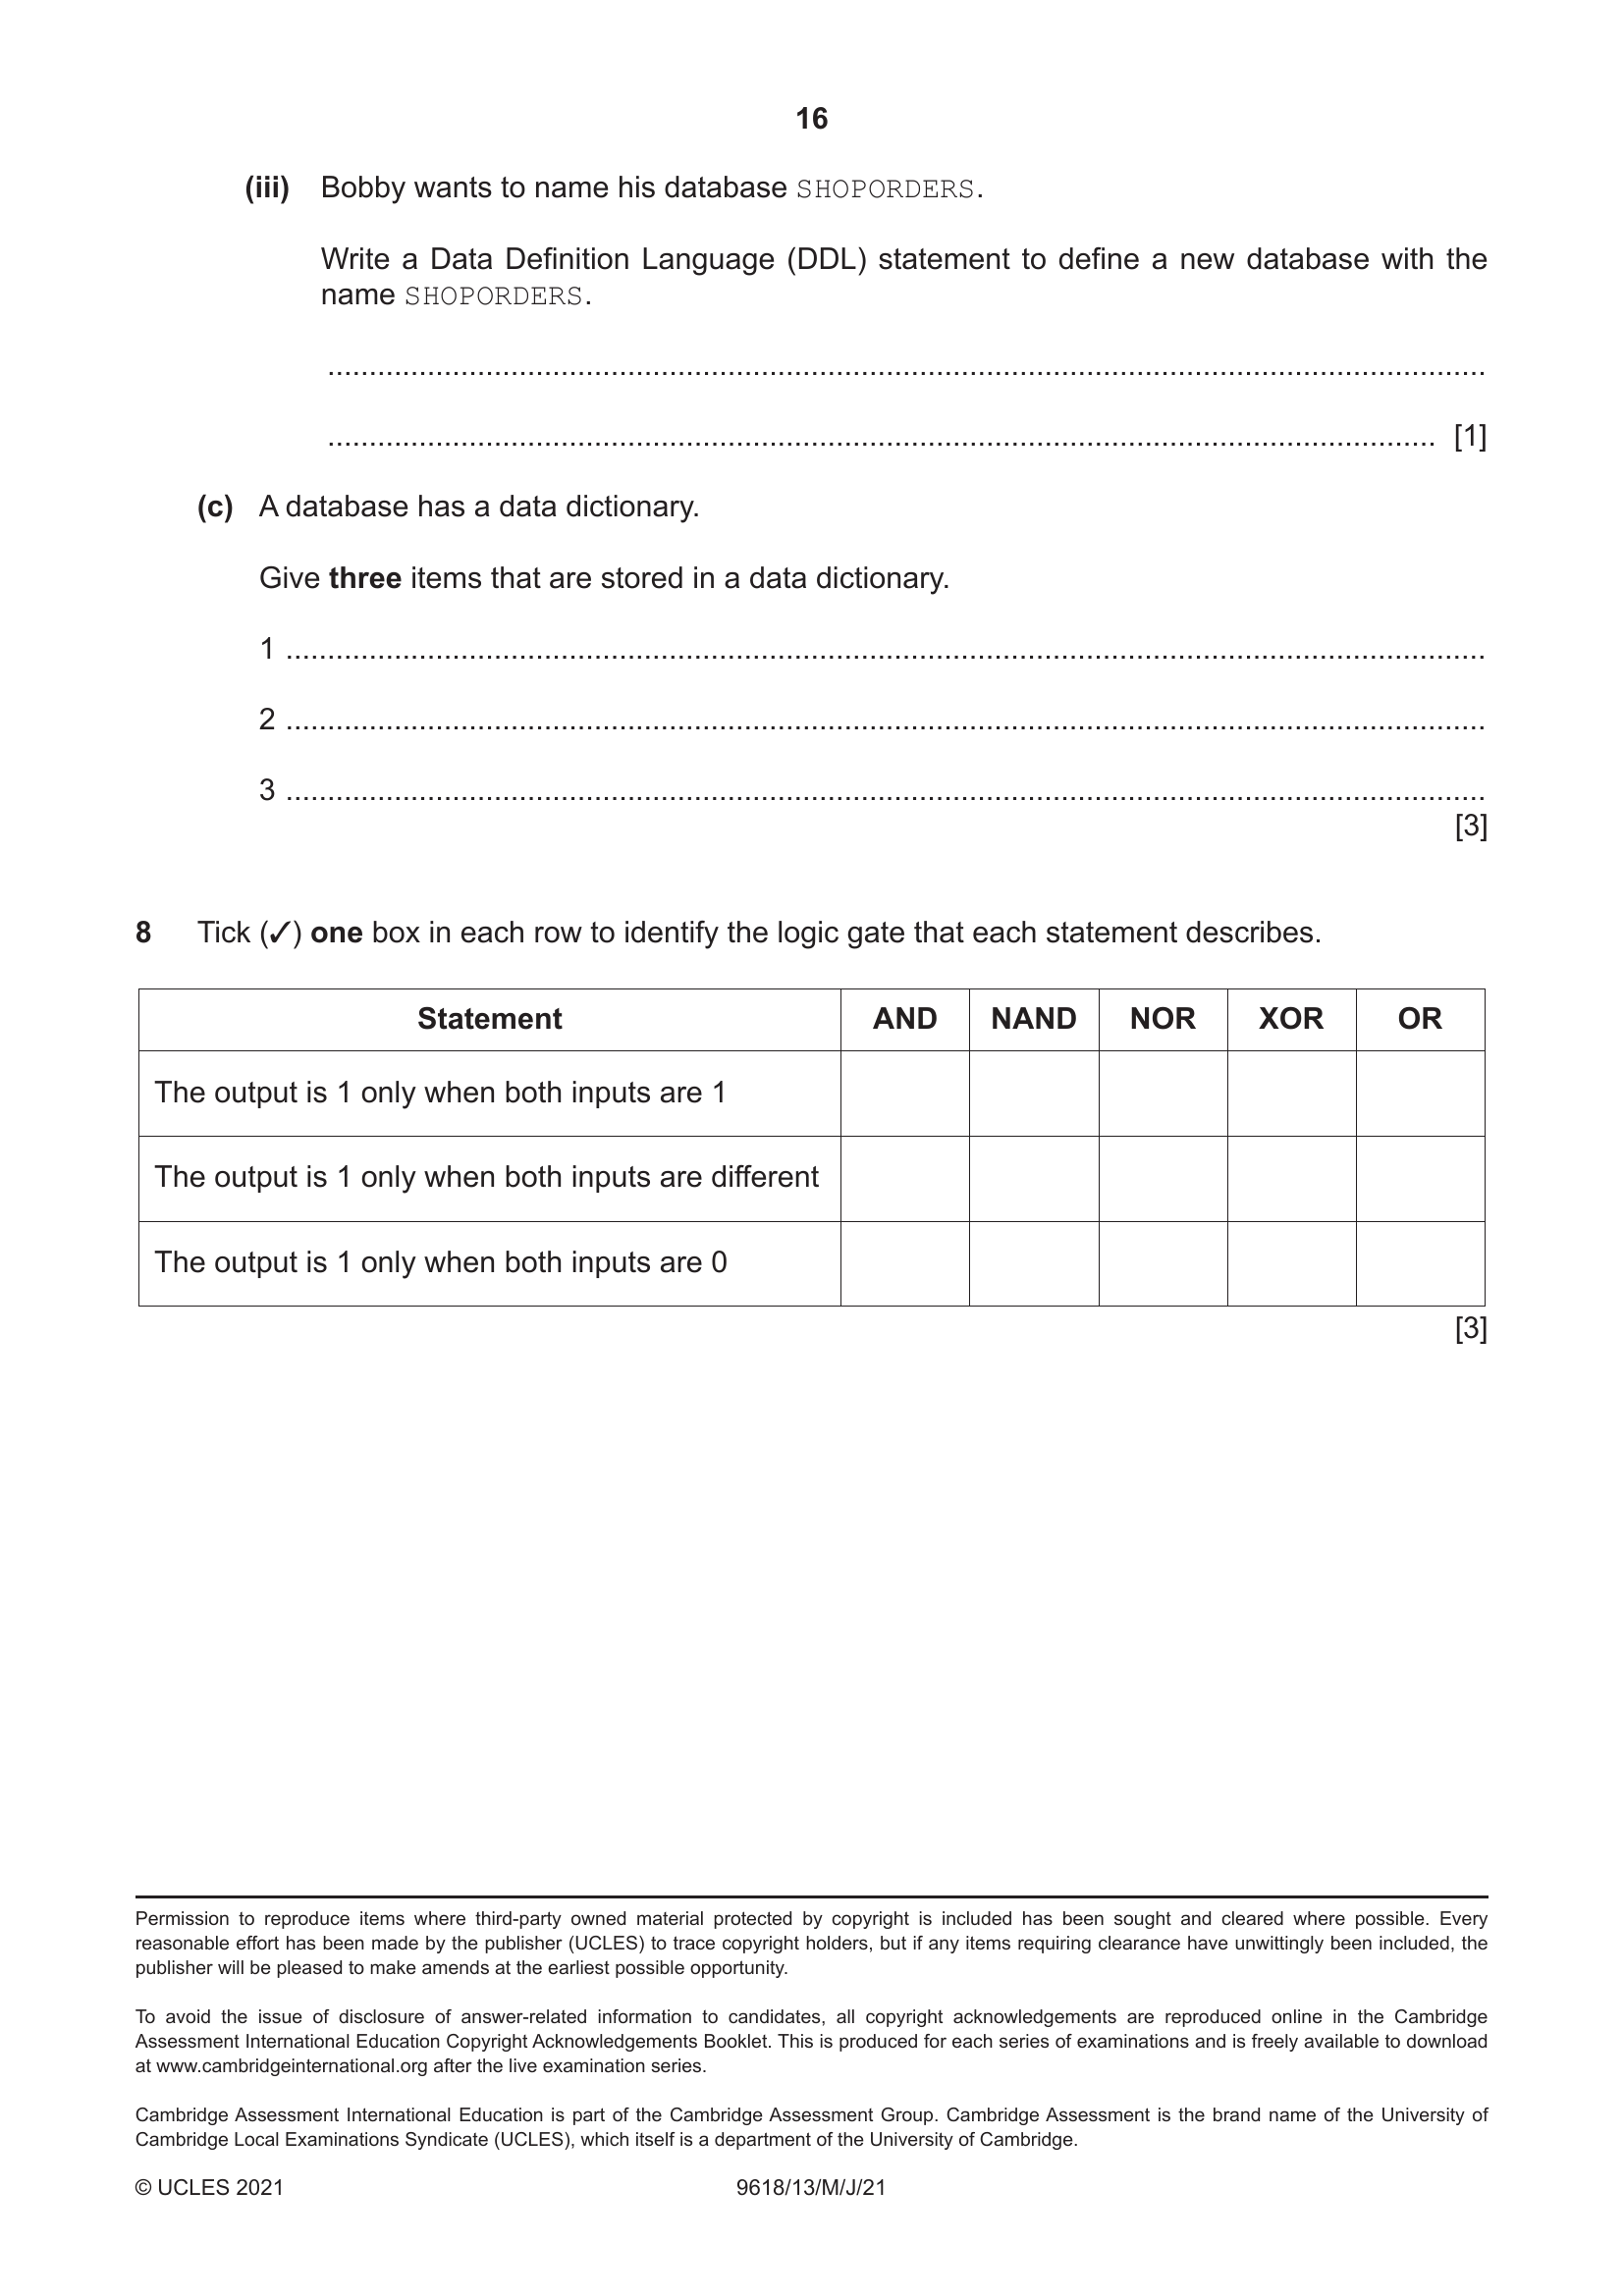 16
(iii) Bobby wants to name his database SHOPORDERS.
Write a Data Definition Language (DDL) statement to define a new database with the
name SHOPORDERS.
..........................................................................................................................................
.................................................................................................................................... [1]
(c) A database has a data dictionary.
Give three items that are stored in a data dictionary.
1 ...............................................................................................................................................
2 ...............................................................................................................................................
3 ...............................................................................................................................................
[3]
8 Tick (✓) one box in each row to identify the logic gate that each statement describes.
Statement AND NAND NOR XOR OR
The output is 1 only when both inputs are 1
The output is 1 only when both inputs are different
The output is 1 only when both inputs are 0
[3]
Permission to reproduce items where third-party owned material protected by copyright is included has been sought and cleared where possible. Every
reasonable effort has been made by the publisher (UCLES) to trace copyright holders, but if any items requiring clearance have unwittingly been included, the
publisher will be pleased to make amends at the earliest possible opportunity.
To avoid the issue of disclosure of answer-related information to candidates, all copyright acknowledgements are reproduced online in the Cambridge
Assessment International Education Copyright Acknowledgements Booklet. This is produced for each series of examinations and is freely available to download
at www.cambridgeinternational.org after the live examination series.
Cambridge Assessment International Education is part of the Cambridge Assessment Group. Cambridge Assessment is the brand name of the University of
Cambridge Local Examinations Syndicate (UCLES), which itself is a department of the University of Cambridge.
© UCLES 2021 9618/13/M/J/21